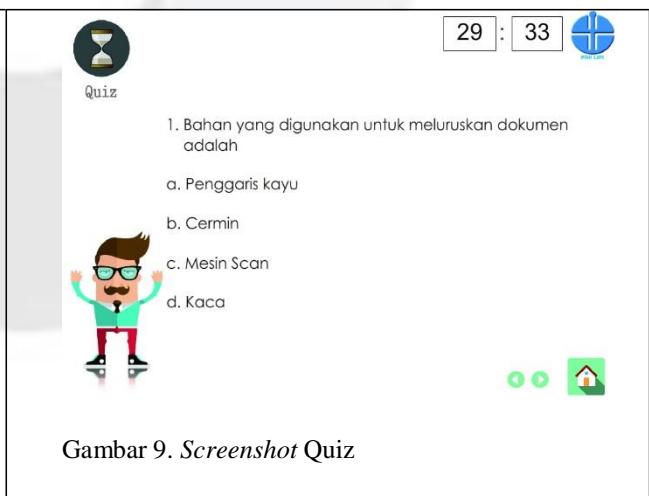 29 : 33
Quiz
1. Bahan yang digunakan untuk meluruskan dokumen
adalah
a. Penggaris kayu
b. Cermin
c. Mesin Scan
d. Kaca
Gambar 9. Screenshot Quiz